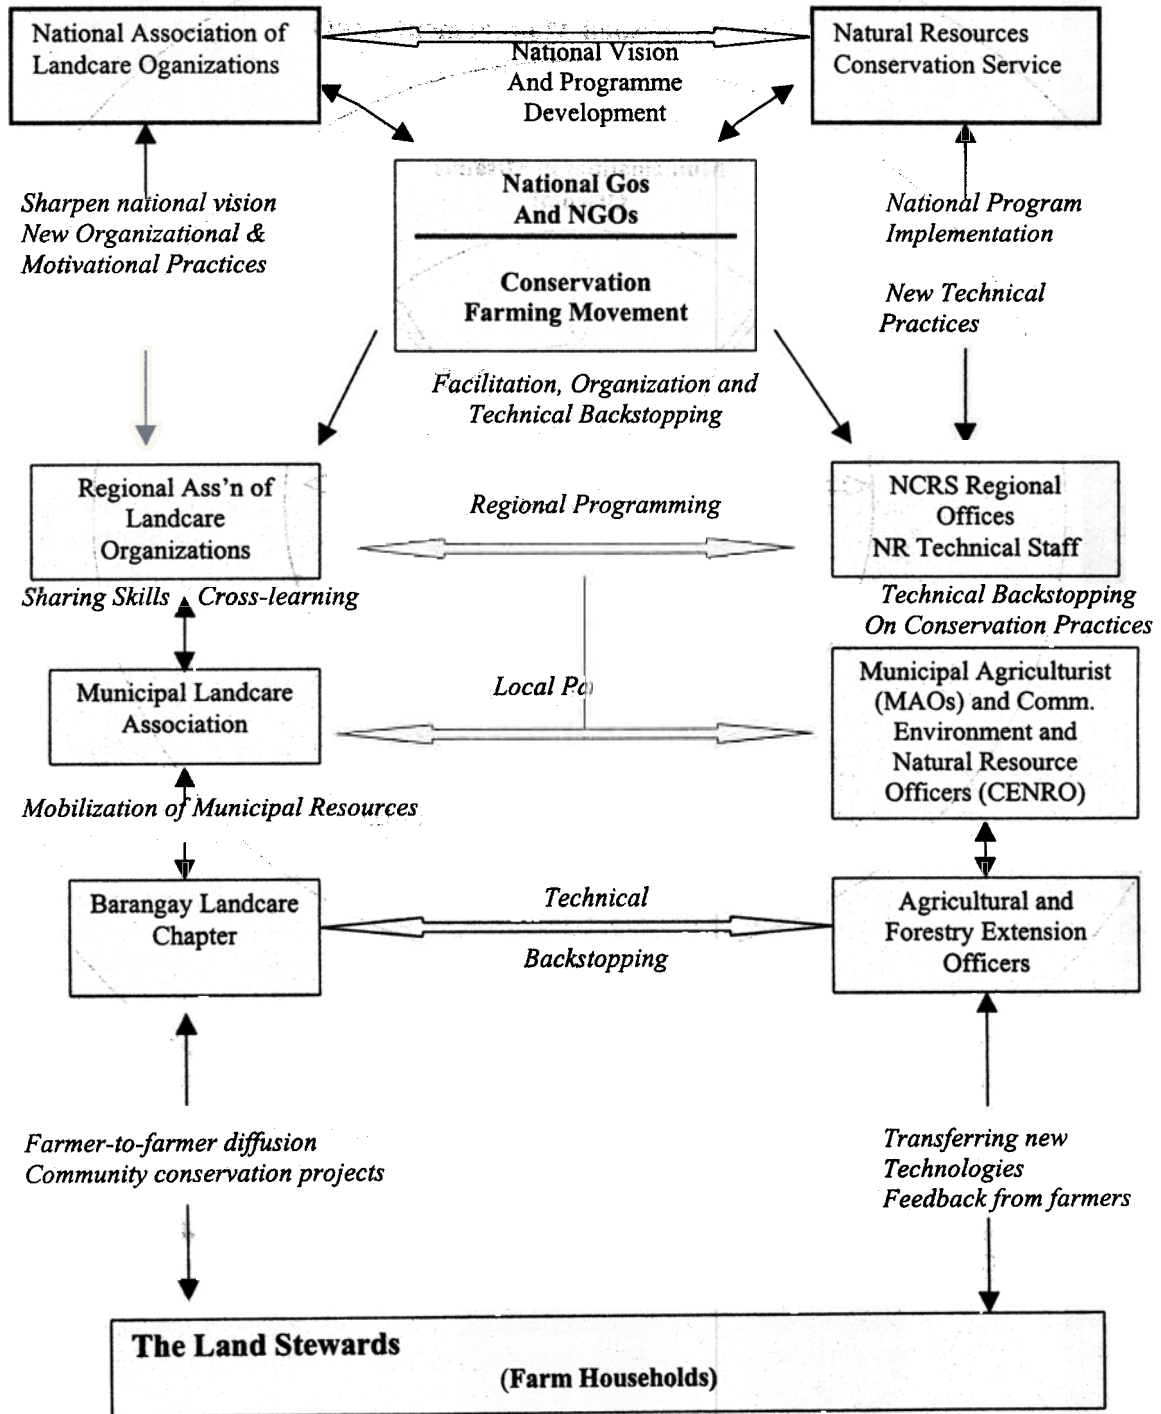 National Association of
Landcare Oganizations
Natural Resources
Conservation Service
National Vision
And Programme
Development
National Gos
And NGOs
Conservation
Farming Movement
Sharpen national vision
New Organizational &
Motivational Practices
National Program
Implementation
New Technical
Practices
Facilitation, Organization and
Technical Backstopping
Regional Ass'n of
Landcare
Organizations
Regional Programming
NCRS Regional
Offices
NR Technical Staff
Sharing Skills Cross-learning
Technical Backstopping
On Conservation Practices
Municipal Landcare
Association
Local
Municipal Agriculturist
(MAOs) and Comm.
Environment and
Natural Resource
Officers (CENRO)
Mobilization of Municipal Resources
Barangay Landcare
Chapter
Technical
Backstopping
Agricultural and
Forestry Extension
Officers
Farmer-to-farmer diffusion
Community conservation projects
Transferring new
Technologies
Feedback from farmers
The Land Stewards
(Farm Households)